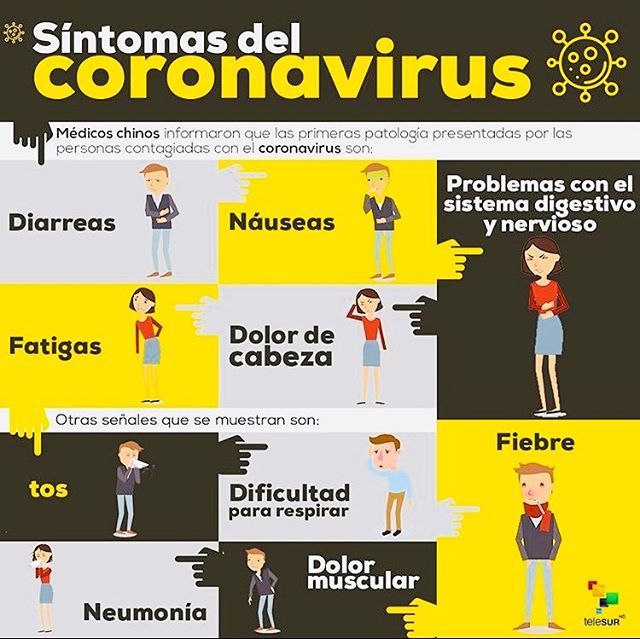 Síntomas del
coronavirus
Médicos chinos informaron que las primeras patología presentadas por las
personas contagiadas con el coronavirus son:
Diarreas
Náuseas
Problemas con el
sistema digestivo
y nervioso
Fatigas
Dolor de
cabeza
Otras señales que se muestran son:
tos
Dificultad
para respirar
Fiebre
Neumonía
Dolor
muscular
teleSUR HD